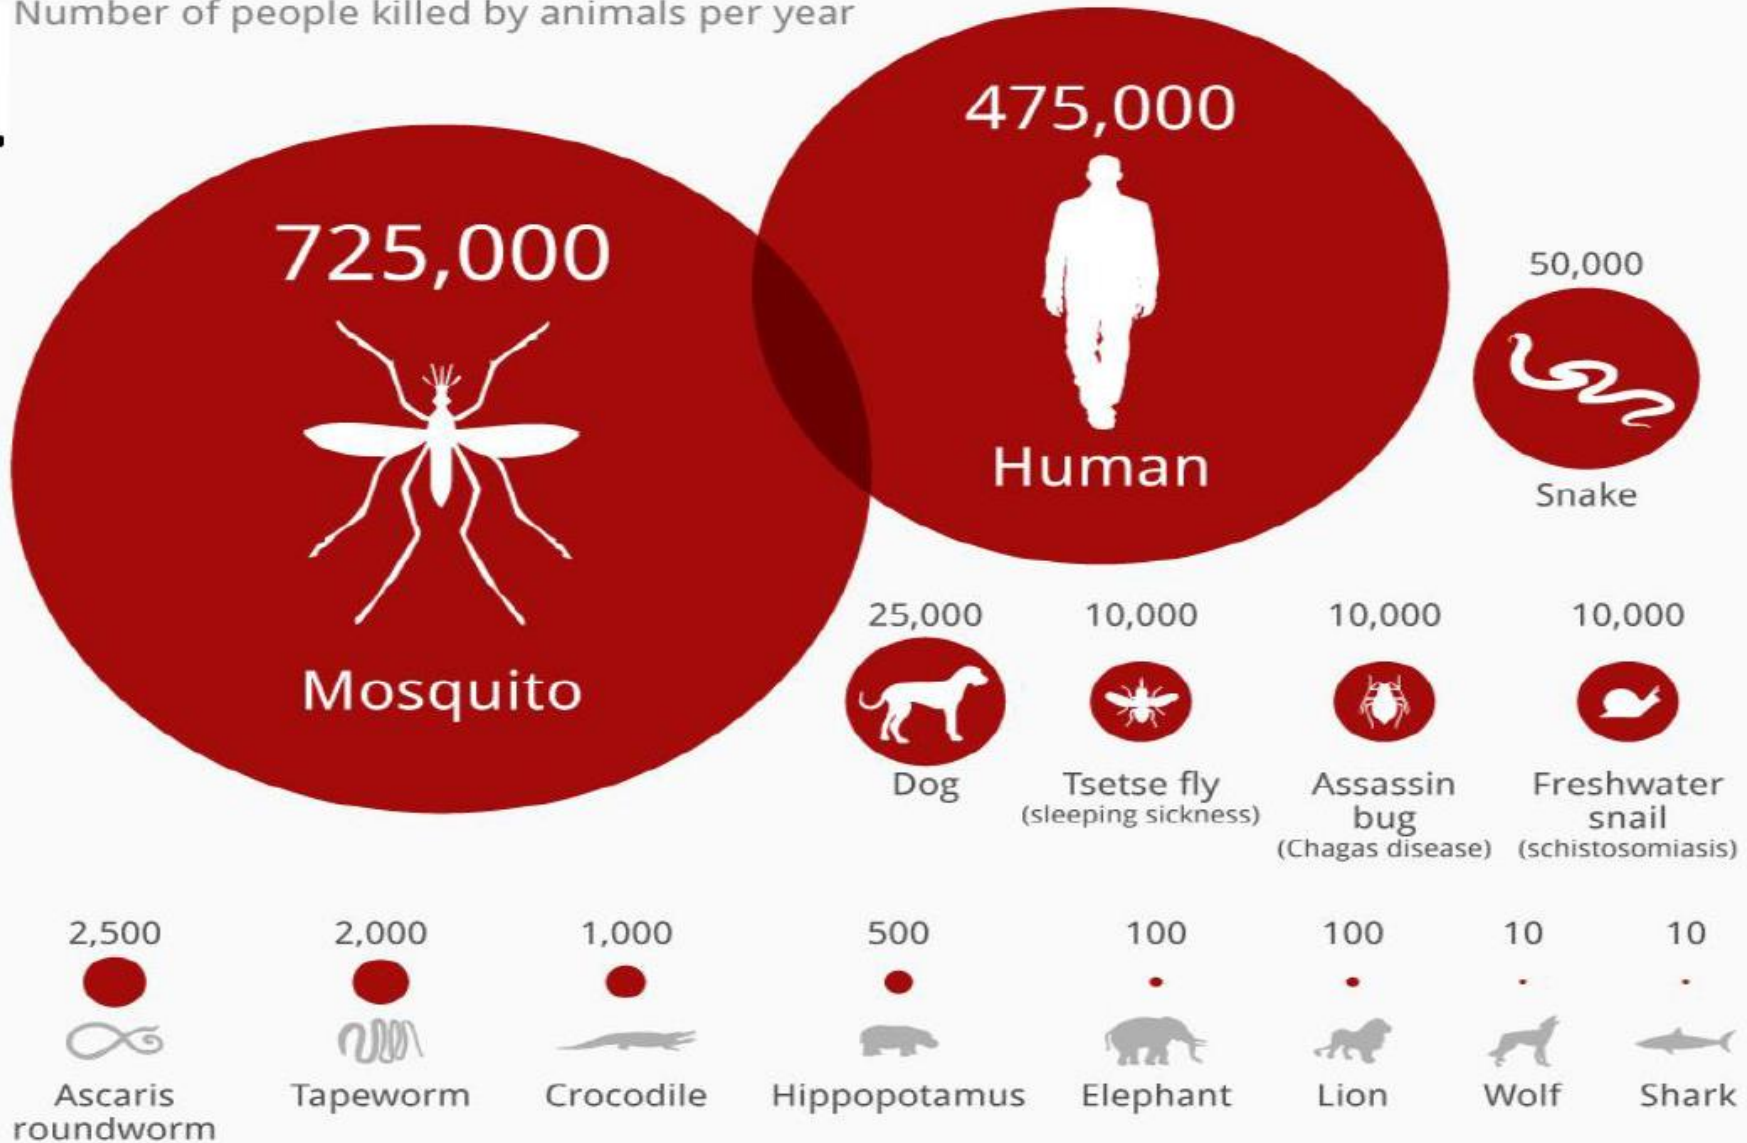 Number of people killed by animals per year
475,000
Human
725,000
Mosquito
50,000
Snake
25,000
Dog
10,000
Tsetse fly
(sleeping sickness)
10,000
Assassin
bug
(Chagas disease)
10,000
Freshwater
snail
(schistosomiasis)
2,500
Ascaris
roundworm
2,000
Tapeworm
1,000
Crocodile
500
Hippopotamus
100
Elephant
100
Lion
10
Wolf
10
Shark